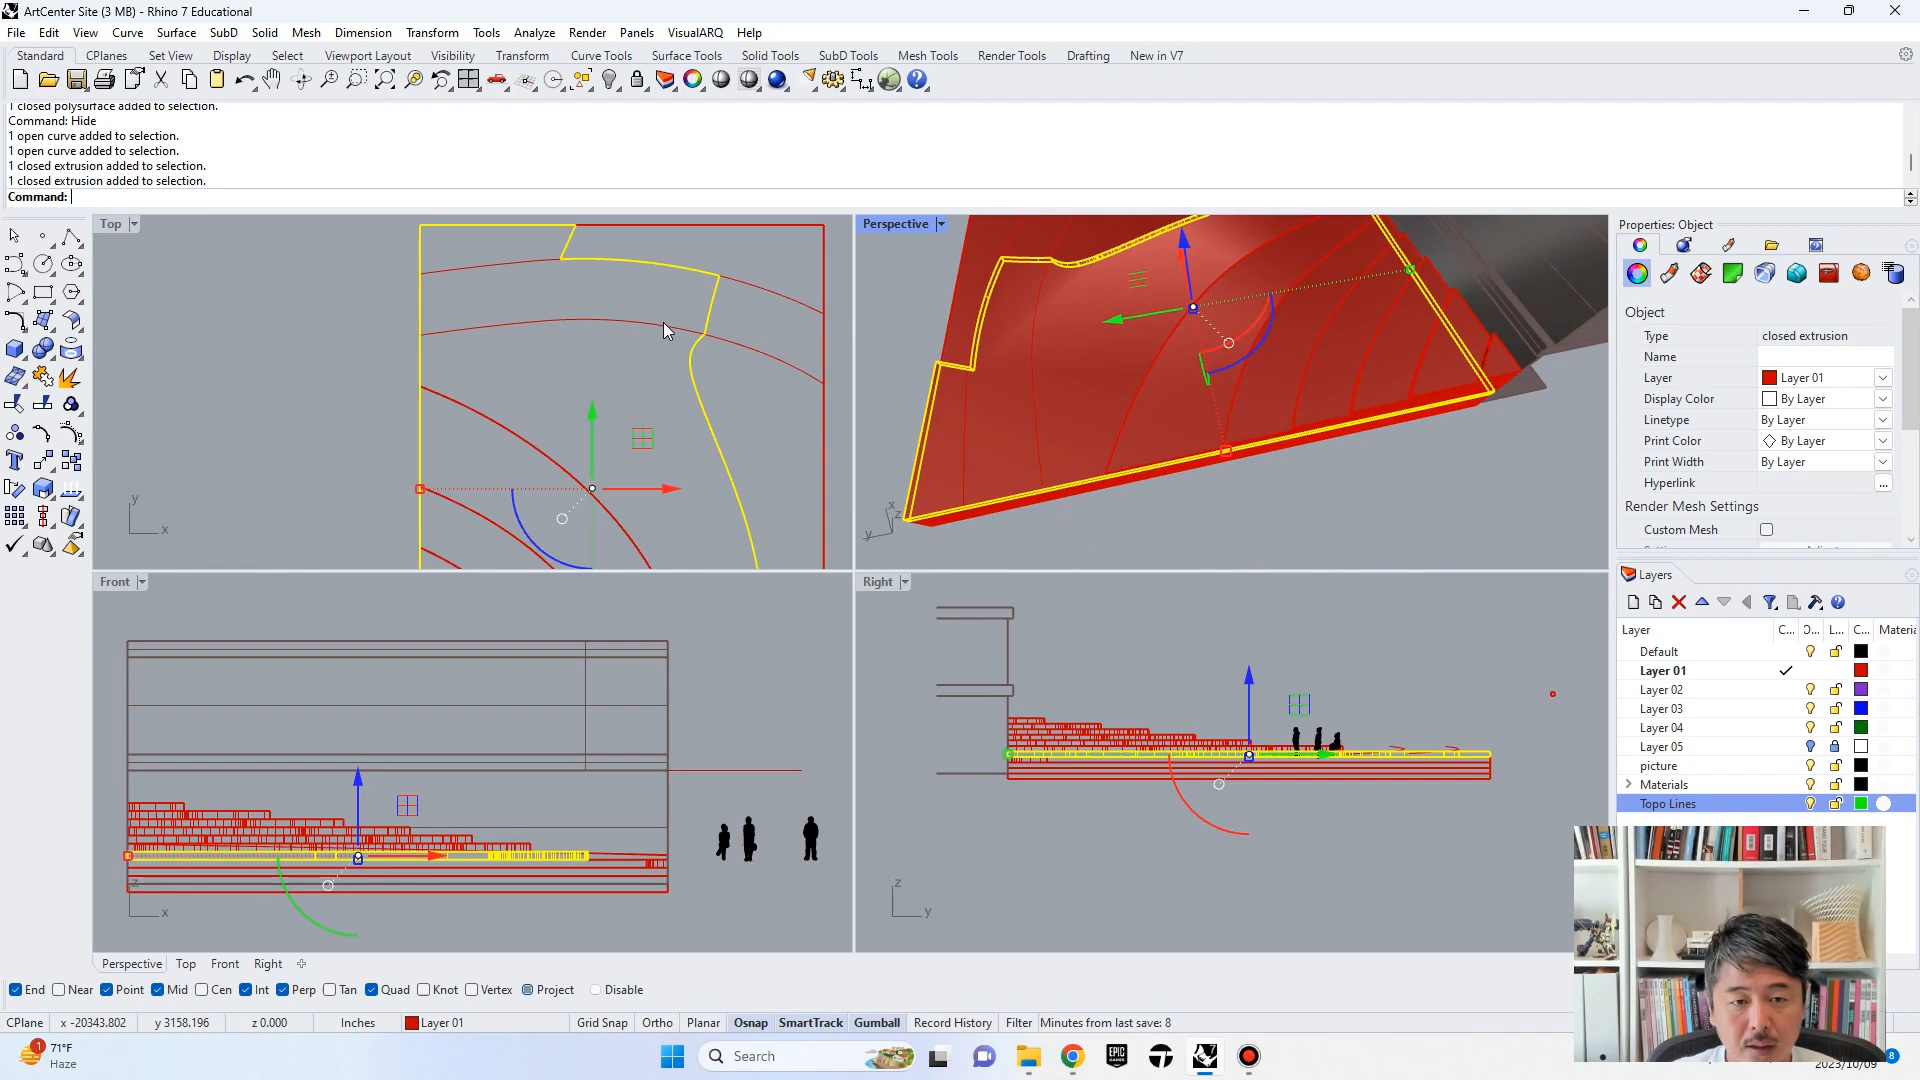 ArtCenter Site (3 MB) - Rhino 7 Educational
File Edit View Curve Surface Solid SubD Mesh Dimension Transform Tools Analyze Render Panels VisualARQ Help
Standard CPlanes Set View Display Select Viewport Layout Visibility Transform Curve Tools Surface Tools Solid Tools SubD Tools Mesh Tools Render Tools Drafting New in V7
1 closed polysurface added to selection.
Command: Hide
1 open curve added to selection.
1 open curve added to selection.
1 closed extrusion added to selection.
1 closed extrusion added to selection.
Command:
Top
Perspective
Front
Right
Properties: Object
Object
Type closed extrusion
Name
Layer Layer 01
Display Color By Layer
Linetype By Layer
Print Color By Layer
Print Width By Layer
Hyperlink ...
Render Mesh Settings
Custom Mesh
Layers
Layer C... O... L... C... Materia
Default
Layer 01
Layer 02
Layer 03
Layer 04
Layer 05
picture
Materials
Topo Lines
y x
x z y
z x
z y
Perspective Top Front Right
End Near Point Mid Cen Int Perp Tan Quad Knot Vertex Project Disable
CPlane x -20343.802 y 3158.196 z 0.000 Inches Layer 01 Grid Snap Ortho Planar Osnap SmartTrack Gumball Record History Filter Minutes from last save: 8
1
71°F
Haze
Search
EPIC GAMES
7
8
2023/10/09